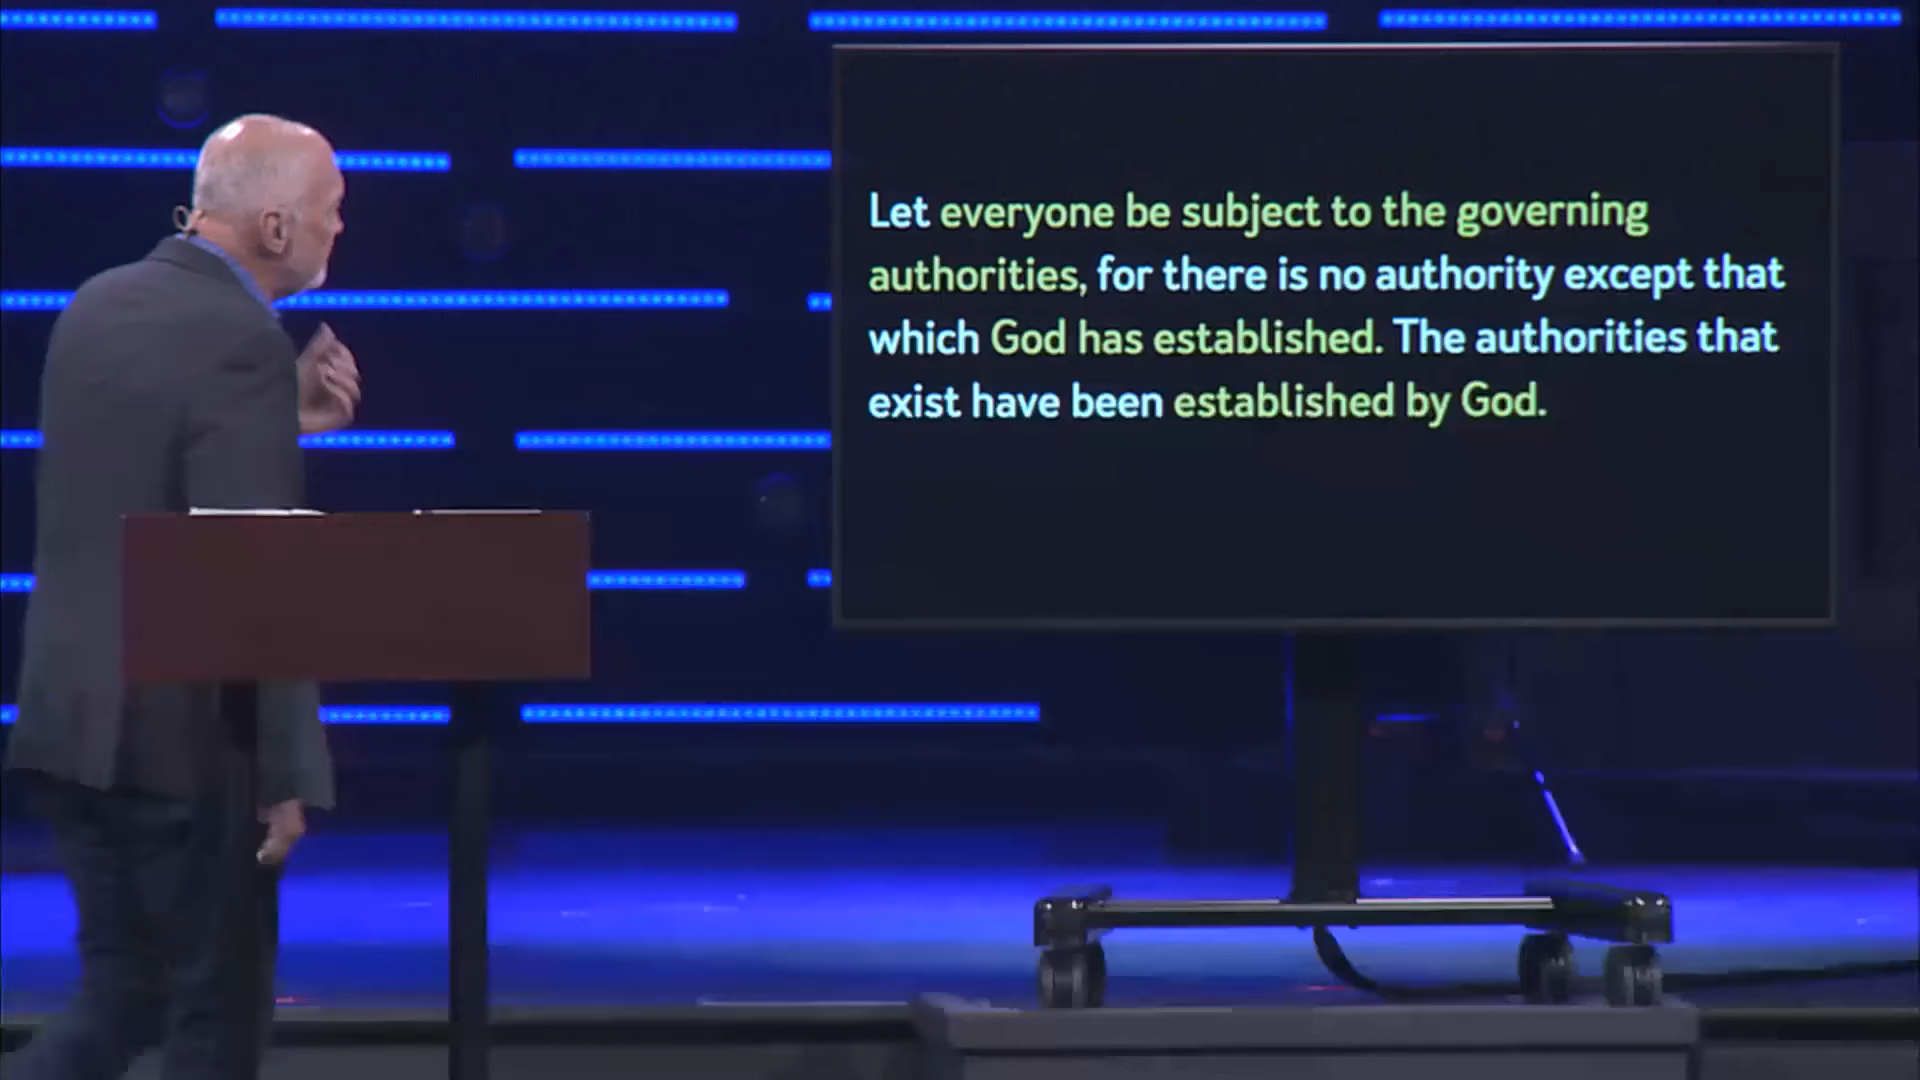 Let everyone be subject to the governing
authorities, for there is no authority except that
which God has established. The authorities that
exist have been established by God.